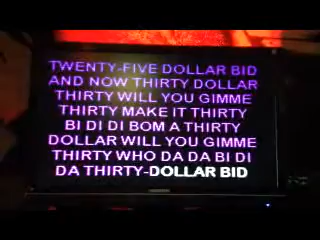 TWENTY-FIVE DOLLAR BID
AND NOW THIRTY DOLLAR
THIRTY WILL YOU GIMME
THIRTY MAKE IT THIRTY
BI DI DI BOM A THIRTY
DOLLAR WILL YOU GIMME
THIRTY WHO DA DA BI DI
DA THIRTY-DOLLAR BID